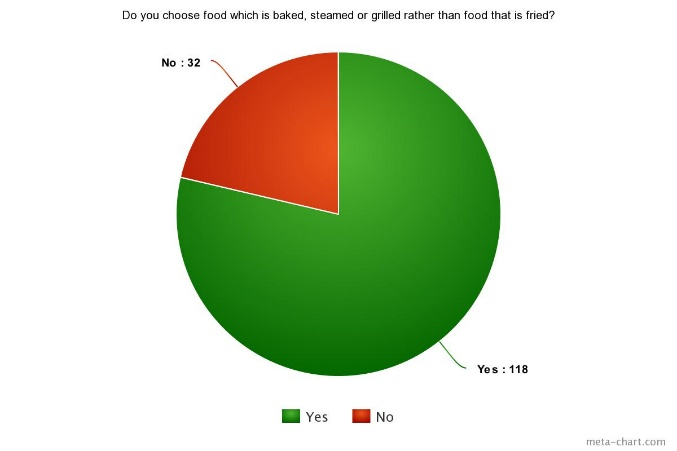 Do you choose food which is baked, steamed or grilled rather than food that is fried?
No : 32
Yes : 118
Yes No
meta-chart.com